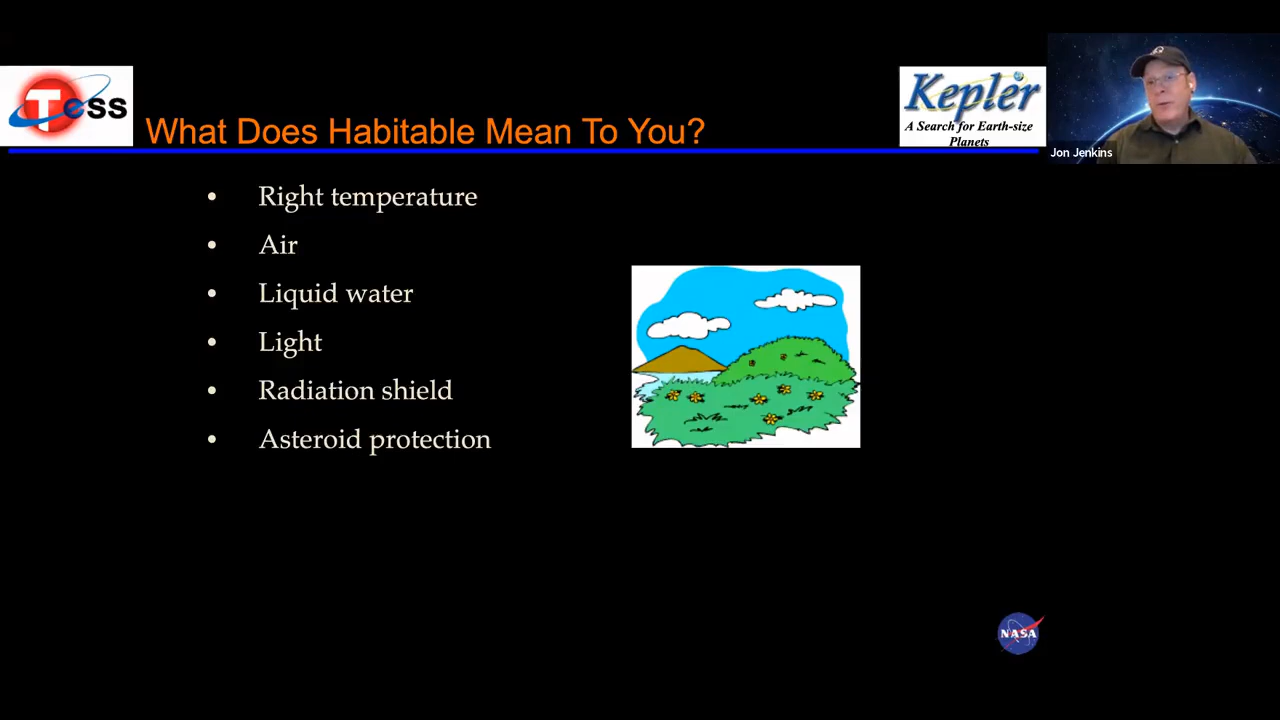 Tess
What Does Habitable Mean To You?
Kepler
A Search for Earth-size
Planets
Jon Jenkins
• Right temperature
• Air
• Liquid water
• Light
• Radiation shield
• Asteroid protection
NASA